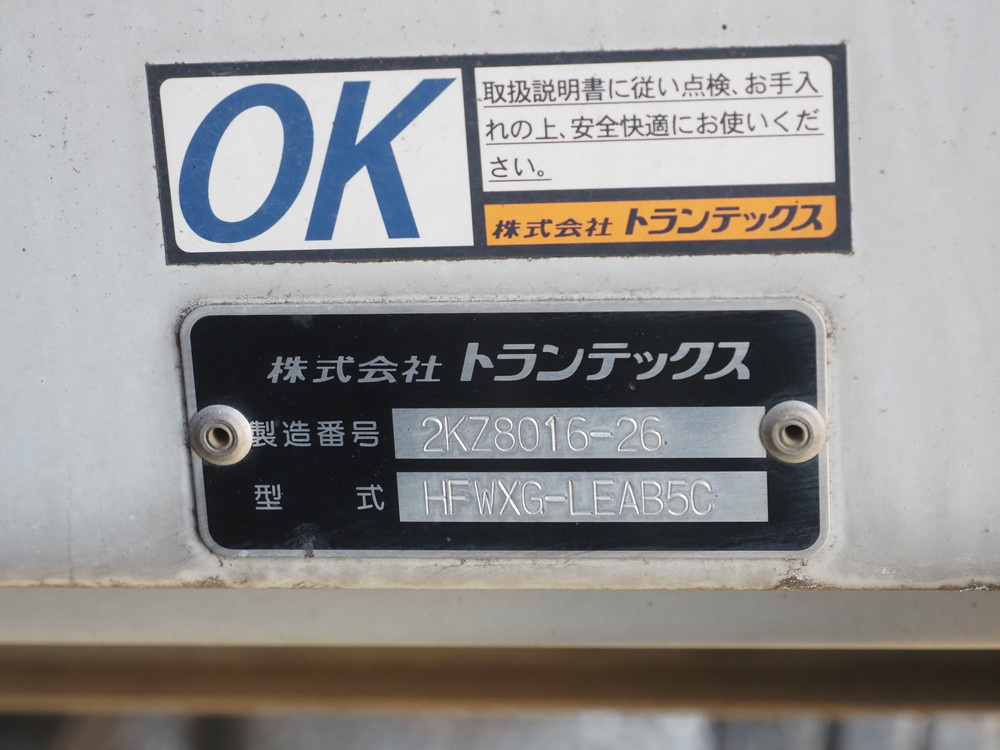 OK
取扱説明書に従い点検、お手入
れの上、安全快適にお使いくだ
さい。
株式会社 トランテックス
株式会社 トランテックス
製造番号 2KZ8016-26
型 式 HFWXG-LEAB5C